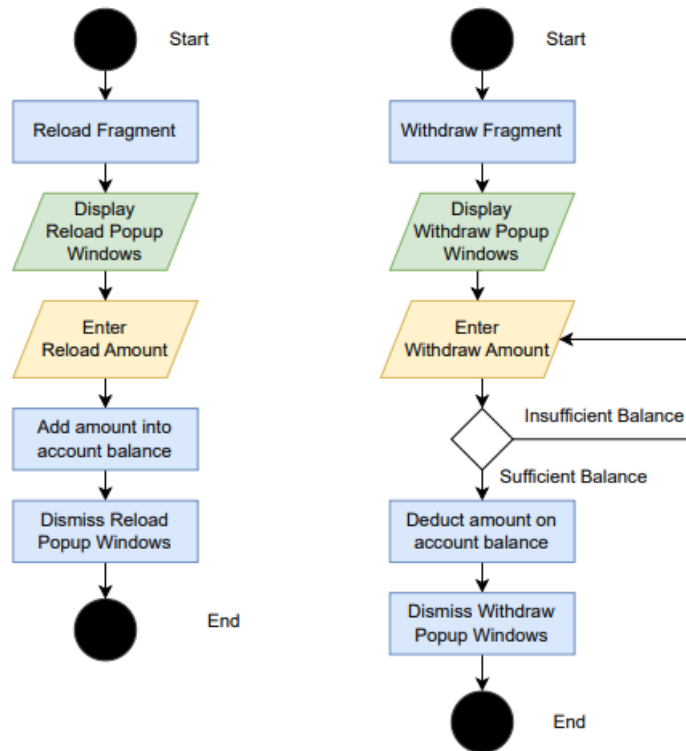 Start
Reload Fragment
Display
Reload Popup
Windows
Enter
Reload Amount
Add amount into
account balance
Dismiss Reload
Popup Windows
End
Start
Withdraw Fragment
Display
Withdraw Popup
Windows
Enter
Withdraw Amount
Insufficient Balance
Sufficient Balance
Deduct amount on
account balance
Dismiss Withdraw
Popup Windows
End